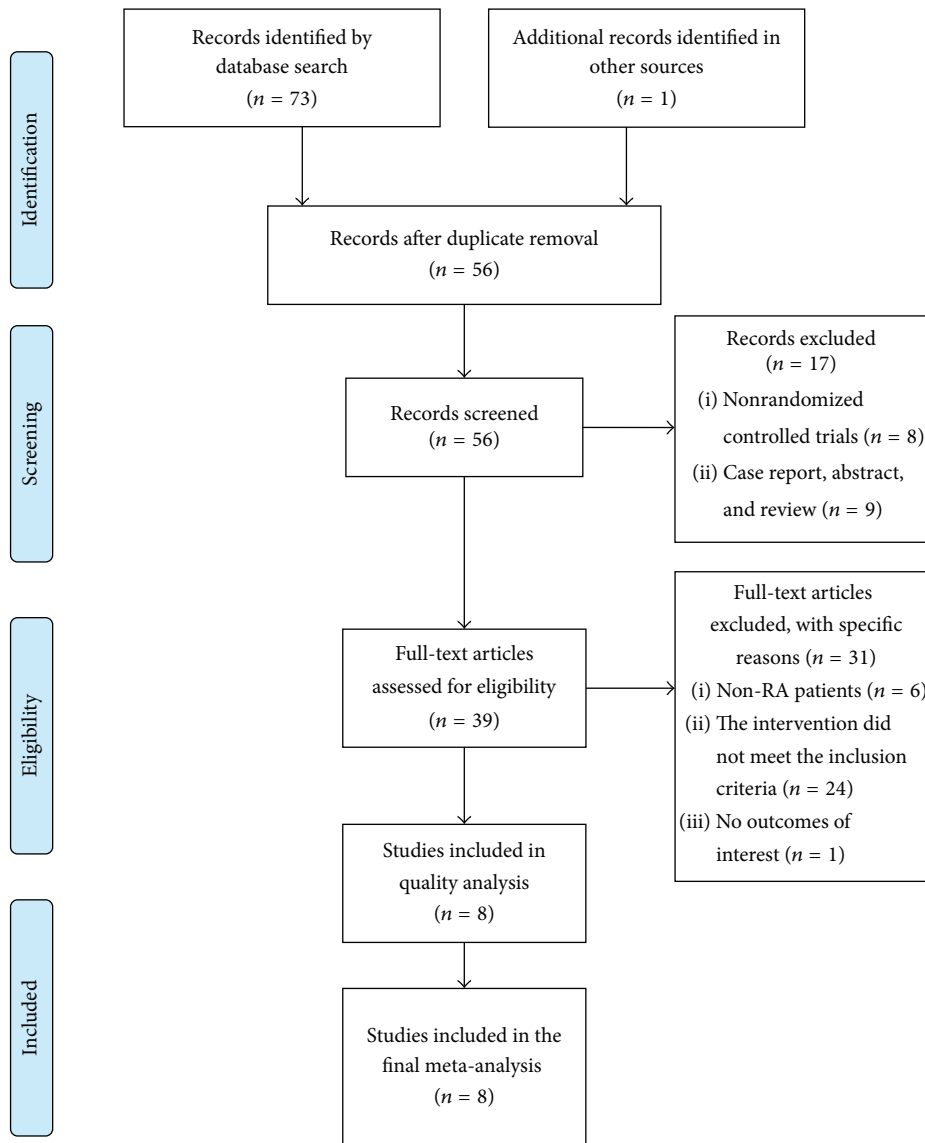 Records identified by
database search
(n = 73)
Additional records identified in
other sources
(n = 1)
Identification
Records after duplicate removal
(n = 56)
Screening
Records screened
(n = 56)
Records excluded
(n = 17)
(i) Nonrandomized
controlled trials (n = 8)
(ii) Case report, abstract,
and review (n = 9)
Eligibility
Full-text articles
assessed for eligibility
(n = 39)
Full-text articles
excluded, with specific
reasons (n = 31)
(i) Non-RA patients (n = 6)
(ii) The intervention did
not meet the inclusion
criteria (n = 24)
(iii) No outcomes of
interest (n = 1)
Studies included in
quality analysis
(n = 8)
Included
Studies included in the
final meta-analysis
(n = 8)